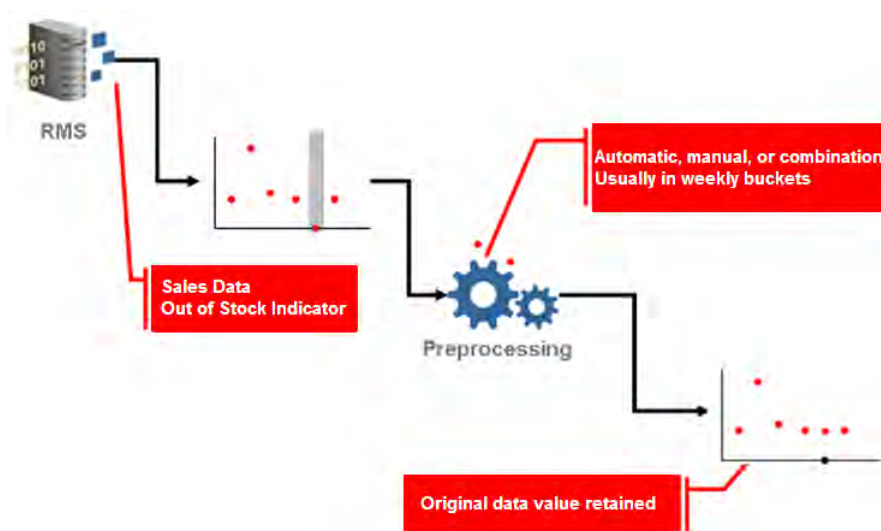 10
01
01
RMS
Automatic, manual, or combination
Usually in weekly buckets
Sales Data
Out of Stock Indicator
Preprocessing
Original data value retained